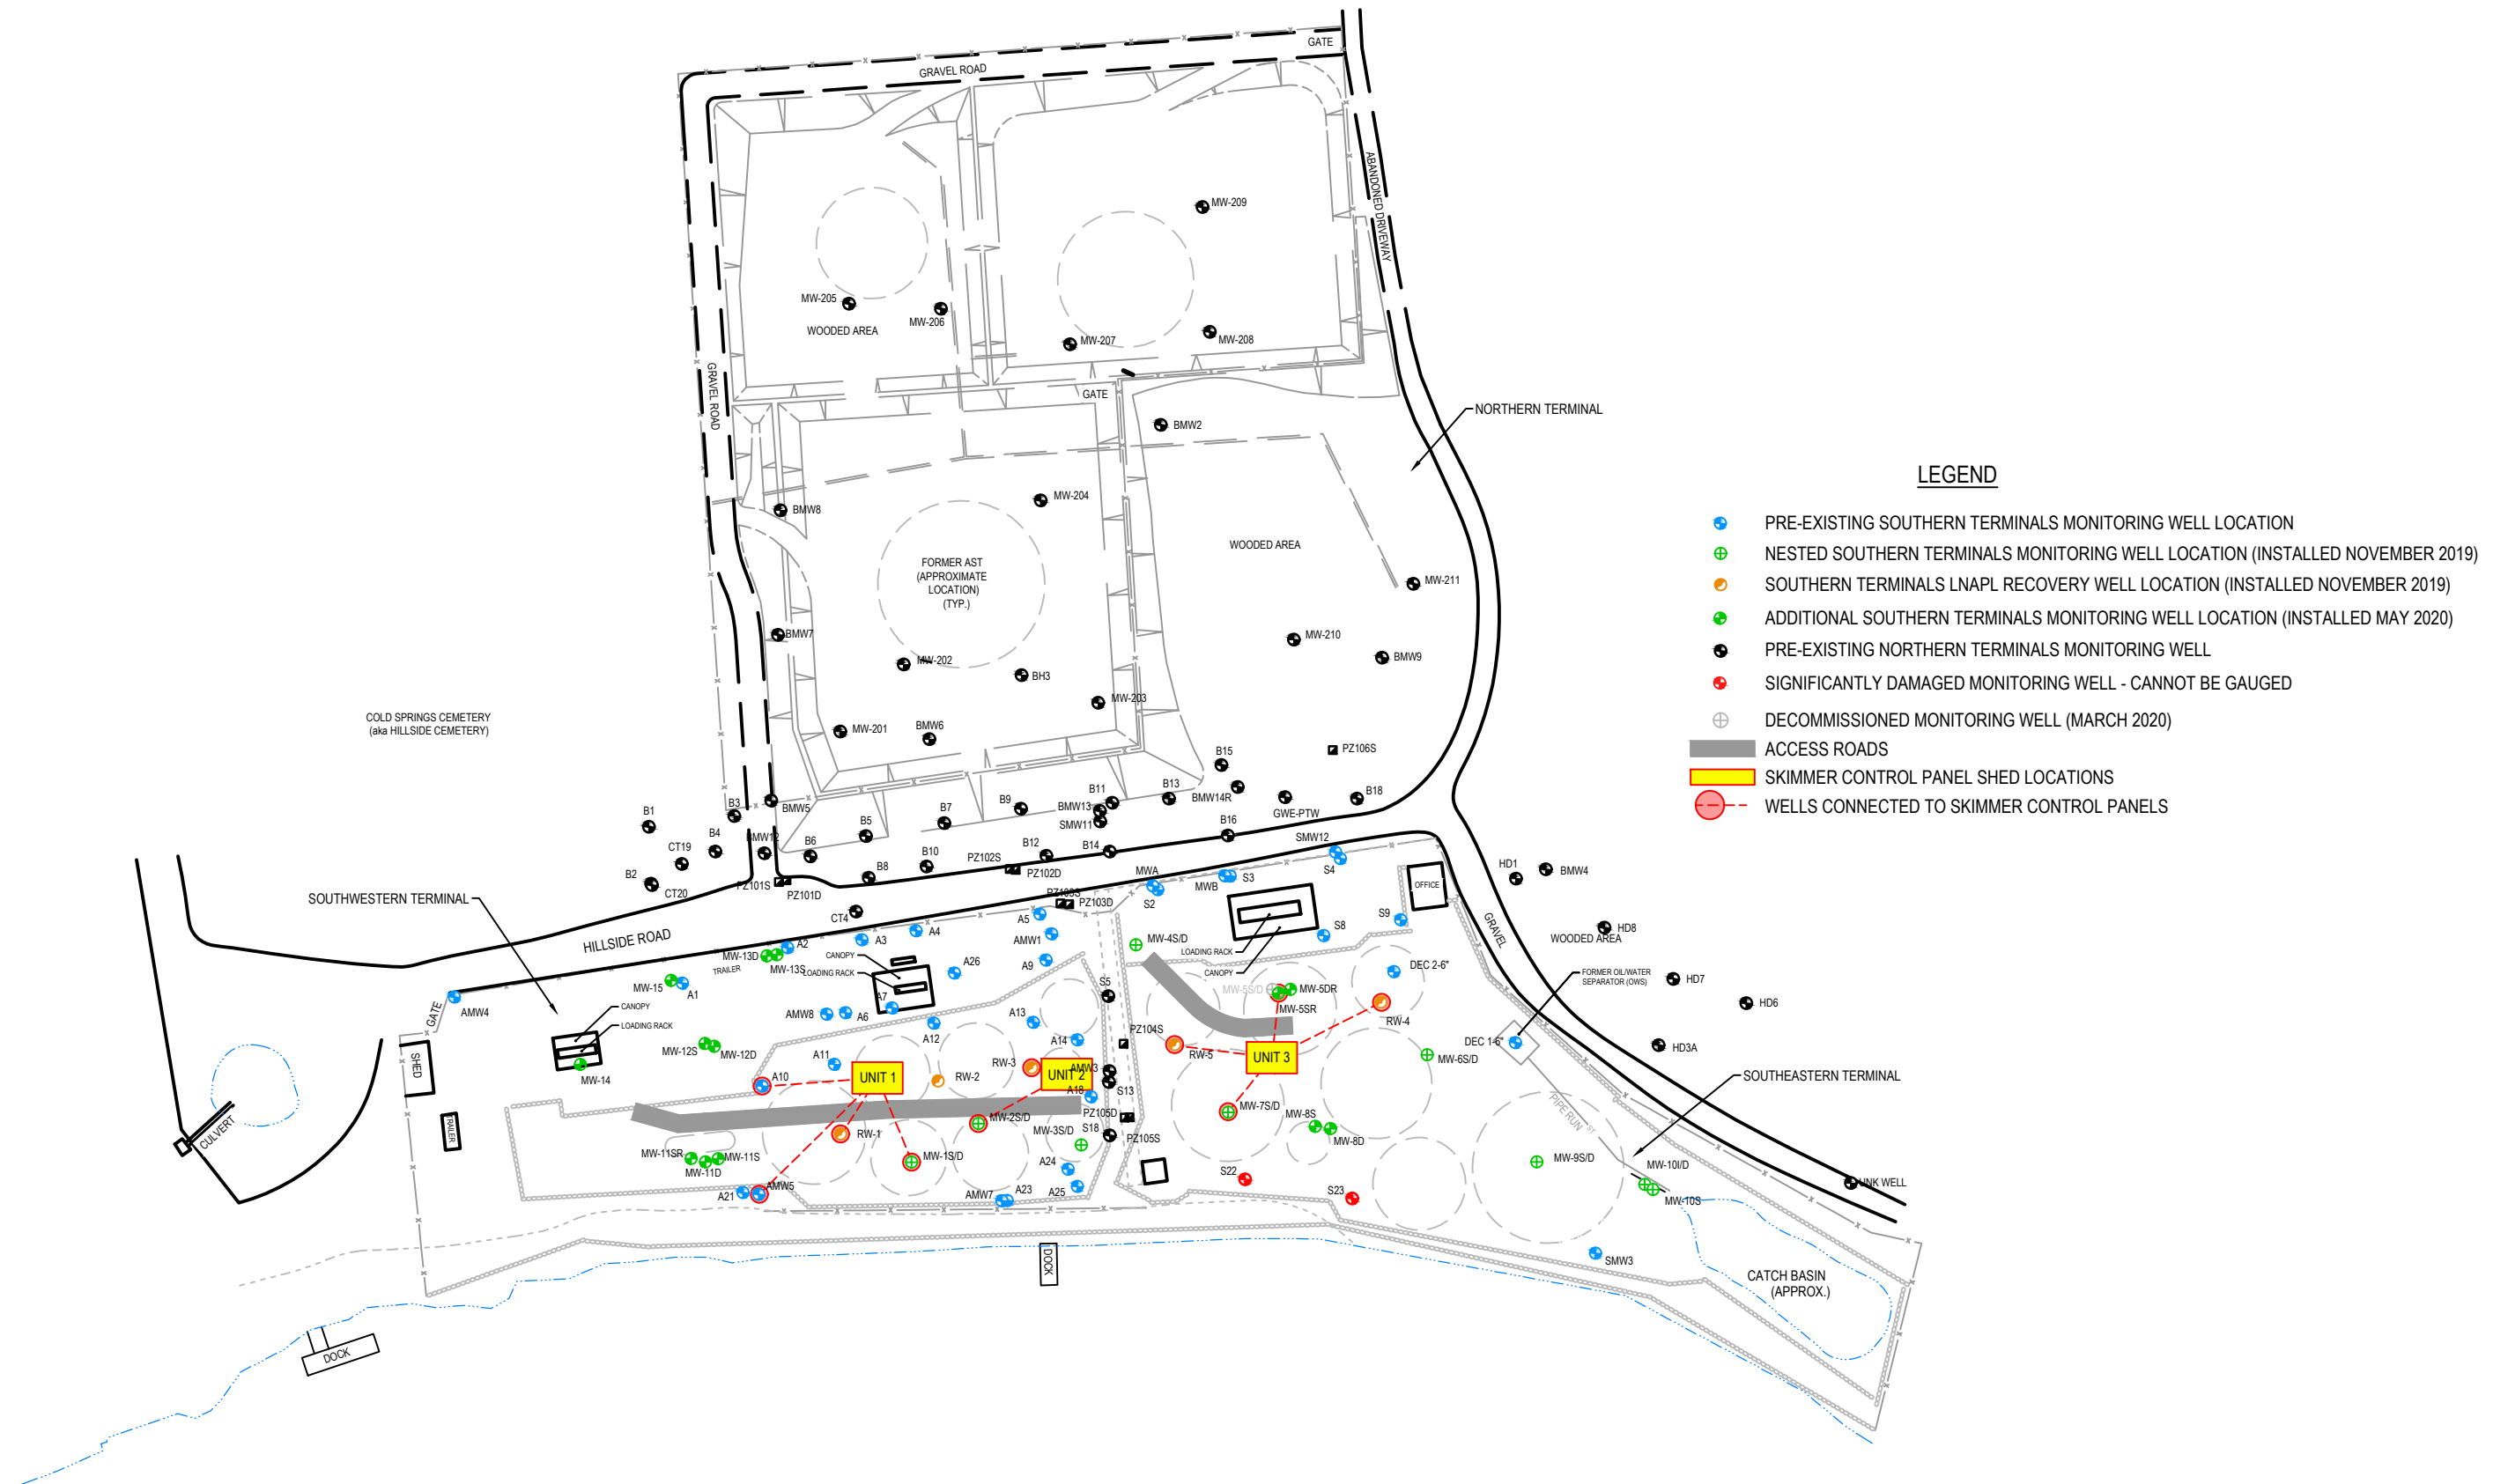 GATE
GRAVEL ROAD
ABANDONED DRIVEWAY
MW-209
MW-205
MW-206
WOODED AREA
MW-207
MW-208
GRAVEL ROAD
GATE
NORTHERN TERMINAL
BMW2
MW-204
BMW8
WOODED AREA
FORMER AST
(APPROXIMATE
LOCATION)
(TYP.)
MW-211
BMW7
MW-210
BMW9
MW-202
BH3
MW-203
COLD SPRINGS CEMETERY
(aka HILLSIDE CEMETERY)
MW-201
BMW6
B15
PZ106S
B1
B3
BMW5
B5
B7
B9
B11
BMW13
SMW11
B13
BMW14R
GWE-PTW
B18
B4
BMW12
B6
B10
B12
B14
B16
SMW12
CT19
B2
CT20
PZ101S
PZ101D
B8
PZ102S
PZ102D
PZ103S
PZ103D
MWA
S2
MWB
S3
S4
OFFICE
HD1
BMW4
SOUTHWESTERN TERMINAL
HILLSIDE ROAD
CT4
A5
A4
A3
A2
AMW1
MW-4S/D
S8
S9
GRAVEL
WOODED AREA
HD8
MW-13D
MW-13S
TRAILER
CANOPY
LOADING RACK
A26
A9
LOADING RACK
CANOPY
DEC 2-6"
FORMER OIL/WATER
SEPARATOR (OWS)
HD7
HD6
MW-15
A1
AMW4
GATE
CANOPY
LOADING RACK
AMW8
A6
A7
A12
A13
S5
MW-5S/D
MW-5DR
MW-5SR
RW-4
SHED
MW-12S
MW-12D
MW-14
A11
A14
PZ104S
RW-5
UNIT 3
MW-6S/D
DEC 1-6"
HD3A
A10
UNIT 1
RW-2
RW-3
UNIT 2
AMW3
S13
A18
SOUTHEASTERN TERMINAL
CULVERT
TRAILER
RW-1
MW-2S/D
MW-3S/D
S18
PZ105D
PZ105S
MW-7S/D
MW-8S
MW-8D
PIPE RUN
ST
MW-11SR
MW-11D
MW-11S
MW-1S/D
A24
MW-9S/D
MW-10I/D
MW-10S
UNK WELL
A21
AMW5
AMW7
A23
A25
S22
S23
SMW3
CATCH BASIN
(APPROX.)
DOCK
DOCK
LEGEND
PRE-EXISTING SOUTHERN TERMINALS MONITORING WELL LOCATION
NESTED SOUTHERN TERMINALS MONITORING WELL LOCATION (INSTALLED NOVEMBER 2019)
SOUTHERN TERMINALS LNAPL RECOVERY WELL LOCATION (INSTALLED NOVEMBER 2019)
ADDITIONAL SOUTHERN TERMINALS MONITORING WELL LOCATION (INSTALLED MAY 2020)
PRE-EXISTING NORTHERN TERMINALS MONITORING WELL
SIGNIFICANTLY DAMAGED MONITORING WELL - CANNOT BE GAUGED
DECOMMISSIONED MONITORING WELL (MARCH 2020)
ACCESS ROADS
SKIMMER CONTROL PANEL SHED LOCATIONS
WELLS CONNECTED TO SKIMMER CONTROL PANELS